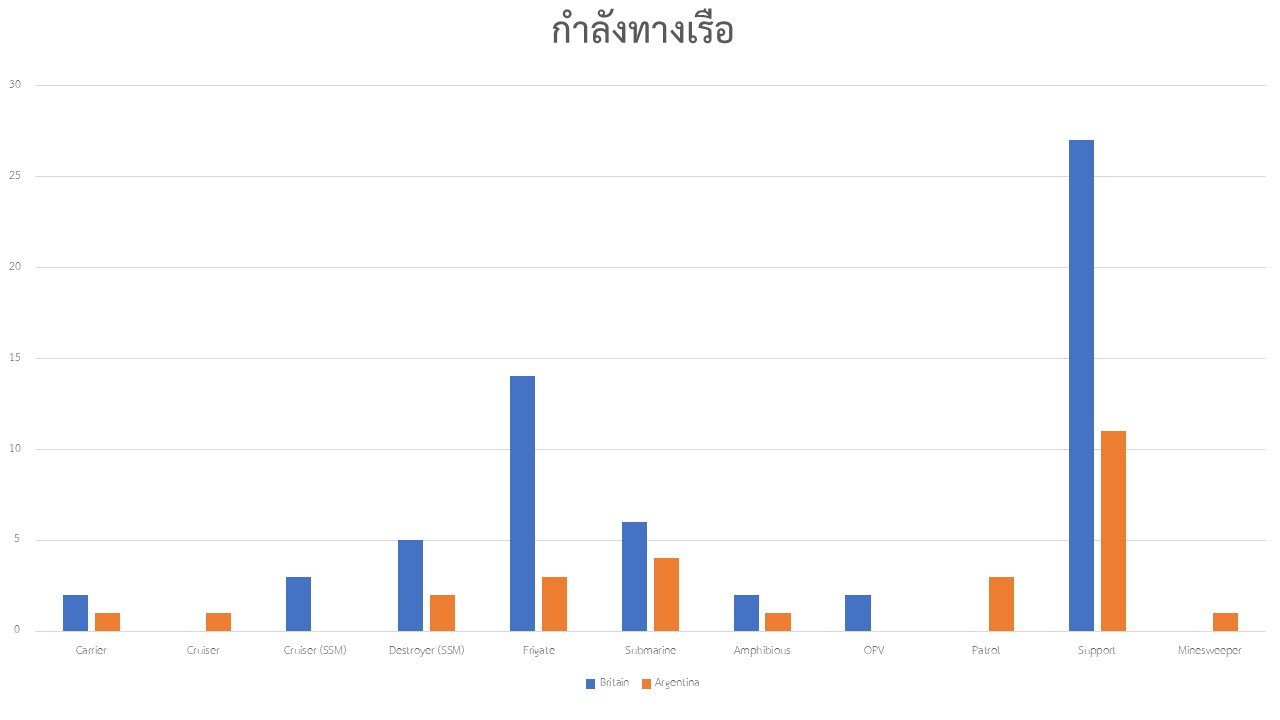 กำลังทางเรือ
30
25
20
15
10
5
0
Carrier Cruiser Cruiser (SSM) Destroyer (SSM) Frigate Submarine Amphibious OPV Patrol Support Minesweeper
Britain Argentina